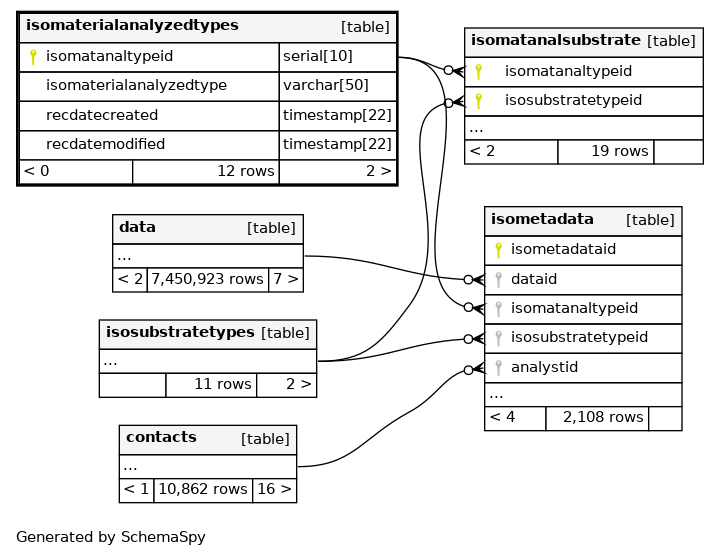 isomaterialanalyzedtypes [table]
isomatanaltypeid serial[10]
isomaterialanalyzedtype varchar[50]
recdatecreated timestamp[22]
recdatemodified timestamp[22]
< 0 12 rows 2 >
isomatanalsubstrate [table]
isomatanaltypeid
isosubstratetypeid
...
< 2 19 rows
data [table]
...
< 2 7,450,923 rows 7 >
isometadata [table]
isometadataid
dataid
isomatanaltypeid
isosubstratetypeid
analystid
...
< 4 2,108 rows
isosubstratetypes [table]
...
11 rows 2 >
contacts [table]
...
< 1 10,862 rows 16 >
Generated by SchemaSpy